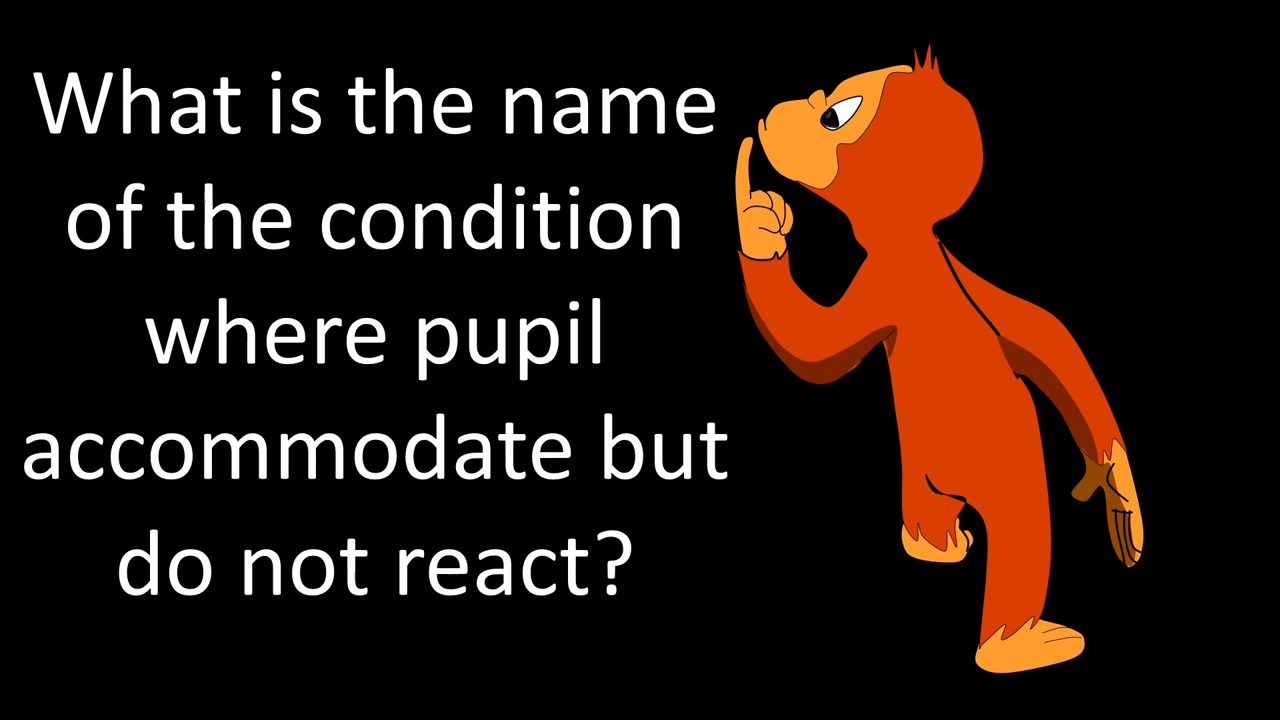 What is the name
of the condition
where pupil
accommodate but
do not react?